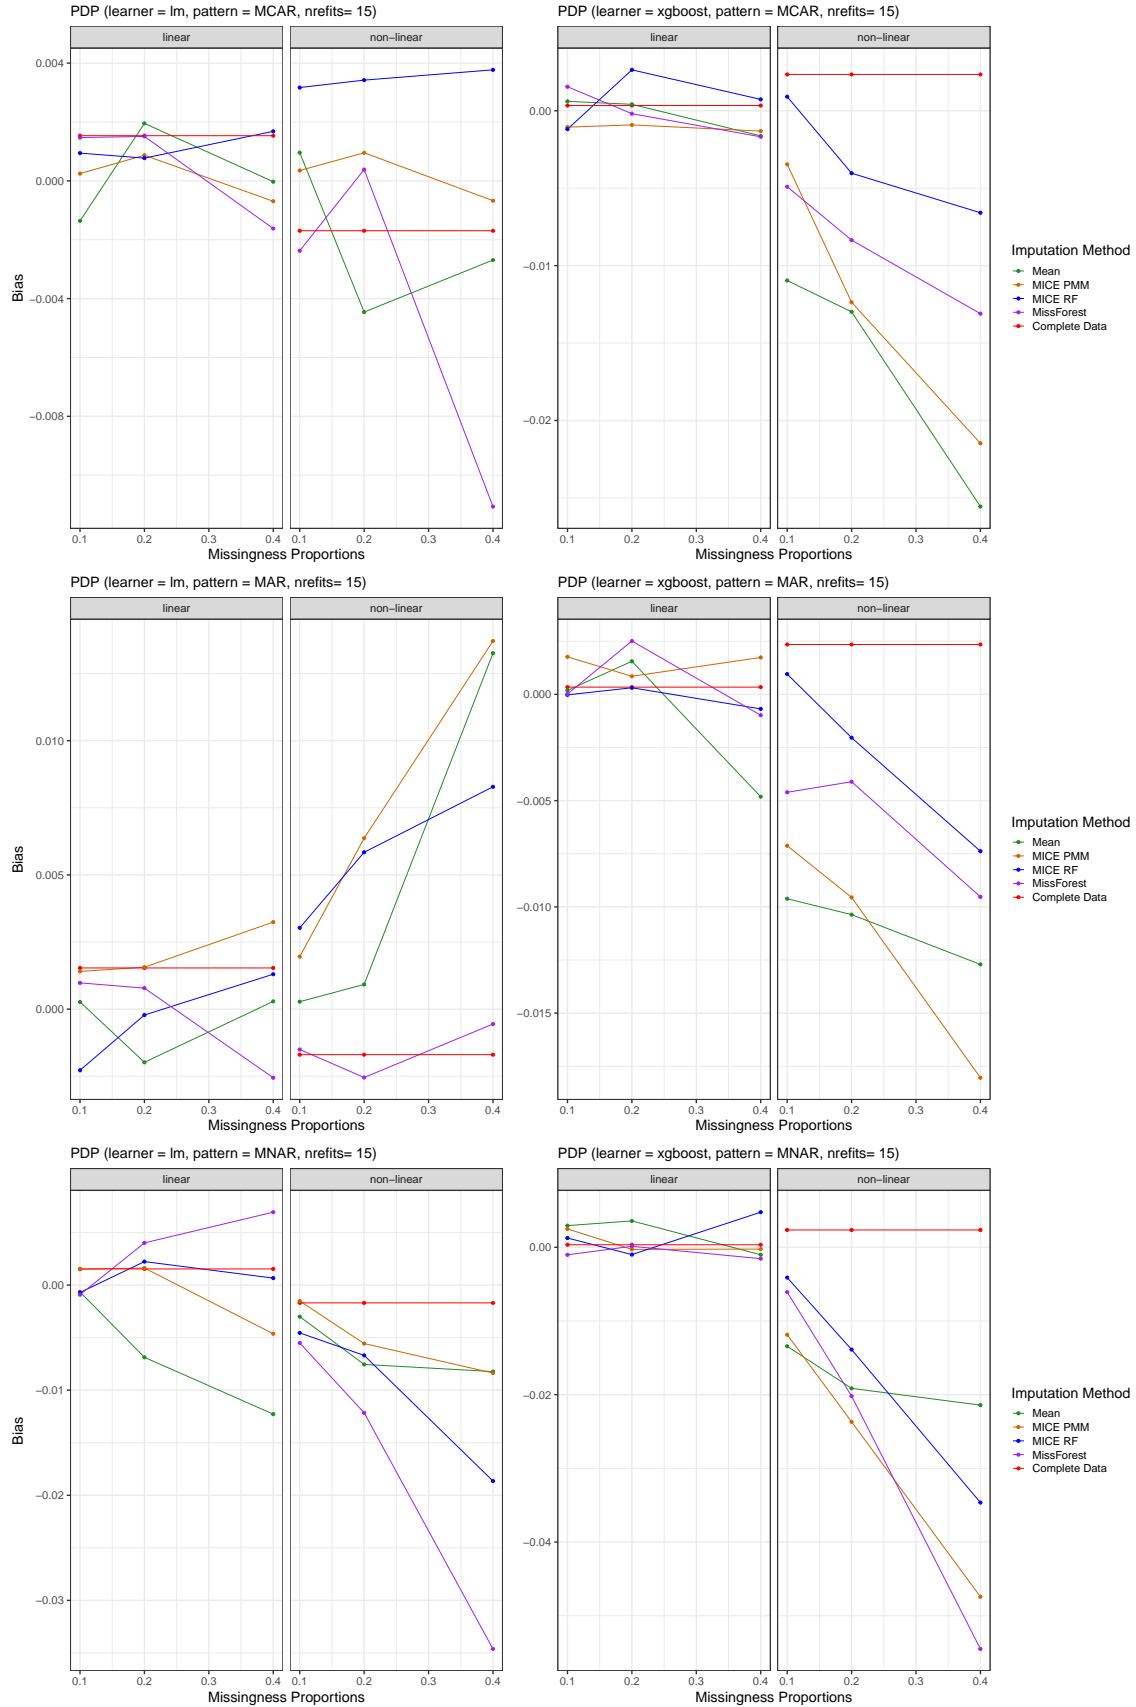 PDP (learner = lm, pattern = MCAR, nrefits= 15)
linear
non−linear
0.004
0.000
−0.004
−0.008
Bias
0.1 0.2 0.3 0.4 0.1 0.2 0.3 0.4
Missingness Proportions
PDP (learner = xgboost, pattern = MCAR, nrefits= 15)
linear
non−linear
0.00
−0.01
−0.02
0.1 0.2 0.3 0.4 0.1 0.2 0.3 0.4
Missingness Proportions
Imputation Method
Mean
MICE PMM
MICE RF
MissForest
Complete Data
PDP (learner = lm, pattern = MAR, nrefits= 15)
linear
non−linear
0.010
0.005
0.000
Bias
0.1 0.2 0.3 0.4 0.1 0.2 0.3 0.4
Missingness Proportions
PDP (learner = xgboost, pattern = MAR, nrefits= 15)
linear
non−linear
0.000
−0.005
−0.010
−0.015
0.1 0.2 0.3 0.4 0.1 0.2 0.3 0.4
Missingness Proportions
Imputation Method
Mean
MICE PMM
MICE RF
MissForest
Complete Data
PDP (learner = lm, pattern = MNAR, nrefits= 15)
linear
non−linear
0.00
−0.01
−0.02
−0.03
Bias
0.1 0.2 0.3 0.4 0.1 0.2 0.3 0.4
Missingness Proportions
PDP (learner = xgboost, pattern = MNAR, nrefits= 15)
linear
non−linear
0.00
−0.02
−0.04
0.1 0.2 0.3 0.4 0.1 0.2 0.3 0.4
Missingness Proportions
Imputation Method
Mean
MICE PMM
MICE RF
MissForest
Complete Data